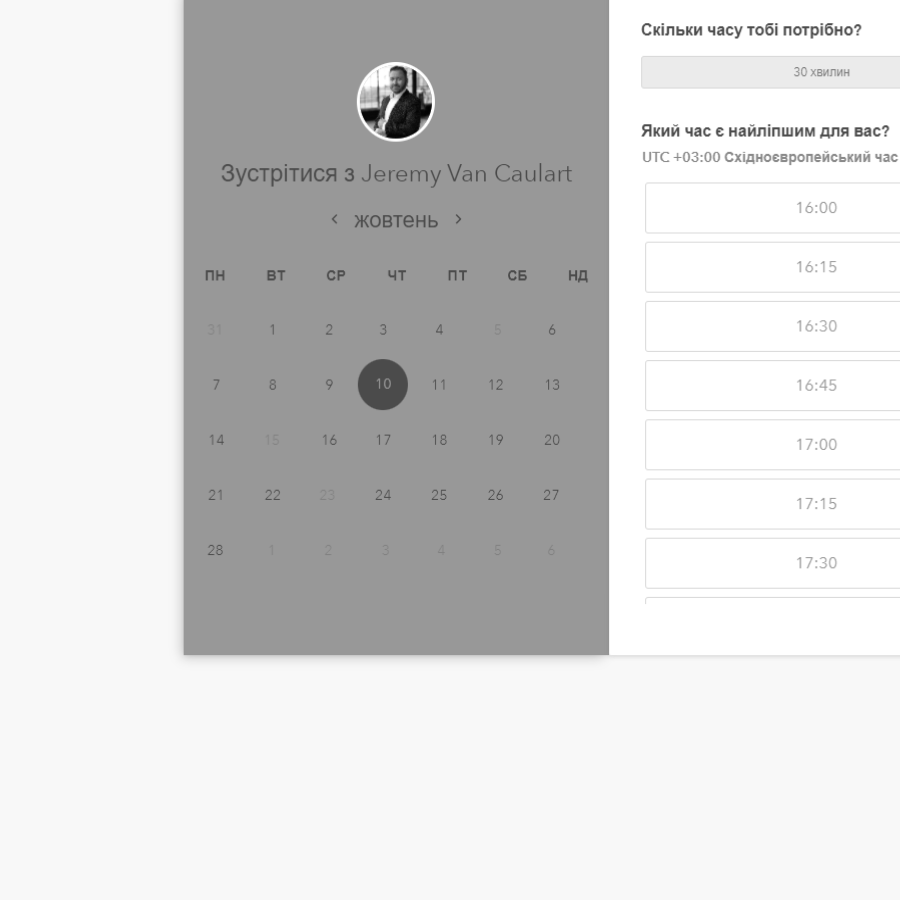 Зустрітися з Jeremy Van Caulart
‹ жовтень ›
ПН ВТ СР ЧТ ПТ СБ НД
31 1 2 3 4 5 6
7 8 9 10 11 12 13
14 15 16 17 18 19 20
21 22 23 24 25 26 27
28 1 2 3 4 5 6
Скільки часу тобі потрібно?
30 хвилин
Який час є найліпшим для вас?
UTC +03:00 Східноєвропейський час
16:00
16:15
16:30
16:45
17:00
17:15
17:30